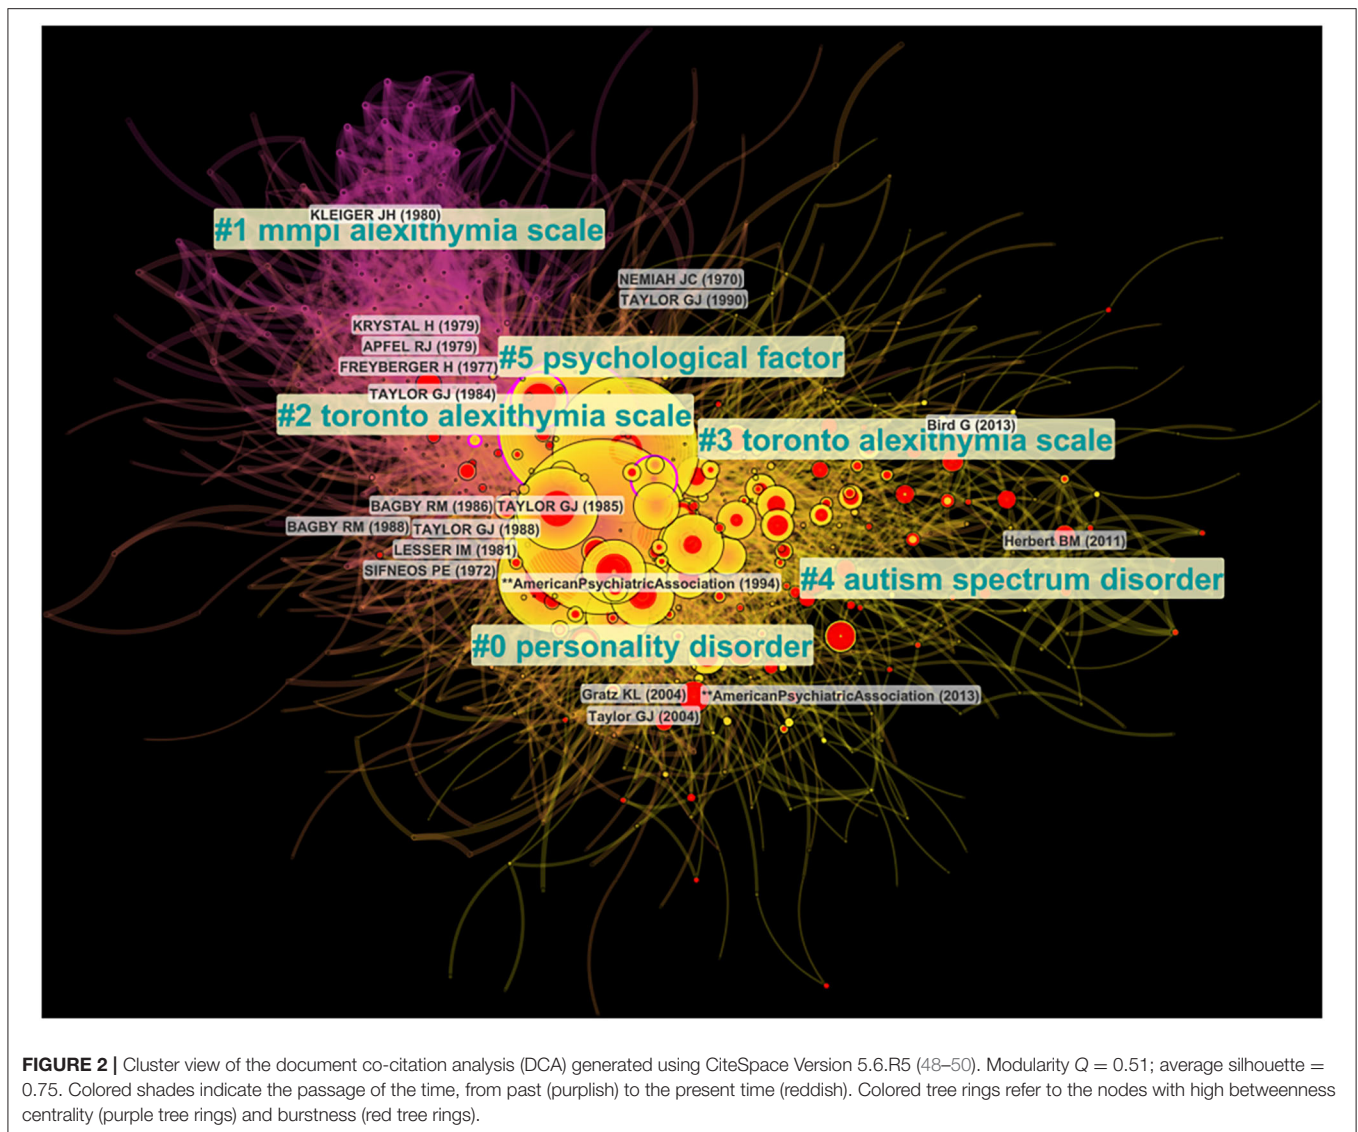 KLEIGER JH (1980)
#1 mmpi alexithymia scale
NEMIAH JC (1970)
TAYLOR GJ (1990)
KRYSTAL H (1979)
APFEL RJ (1979)
FREYBERGER H (1977)
#5 psychological factor
TAYLOR GJ (1984)
#2 toronto alexithymia scale
Bird G (2013)
#3 toronto alexithymia scale
BAGBY RM (1986) TAYLOR GJ (1985)
BAGBY RM (1988) TAYLOR GJ (1988)
LESSER IM (1981)
Herbert BM (2011)
SIFNEOS PE (1972)
**AmericanPsychiatricAssociation (1994)
#4 autism spectrum disorder
#0 personality disorder
Gratz KL (2004) **AmericanPsychiatricAssociation (2013)
Taylor GJ (2004)
FIGURE 2 | Cluster view of the document co-citation analysis (DCA) generated using CiteSpace Version 5.6.R5 (48–50). Modularity Q = 0.51; average silhouette =
0.75. Colored shades indicate the passage of the time, from past (purplish) to the present time (reddish). Colored tree rings refer to the nodes with high betweenness
centrality (purple tree rings) and burstness (red tree rings).